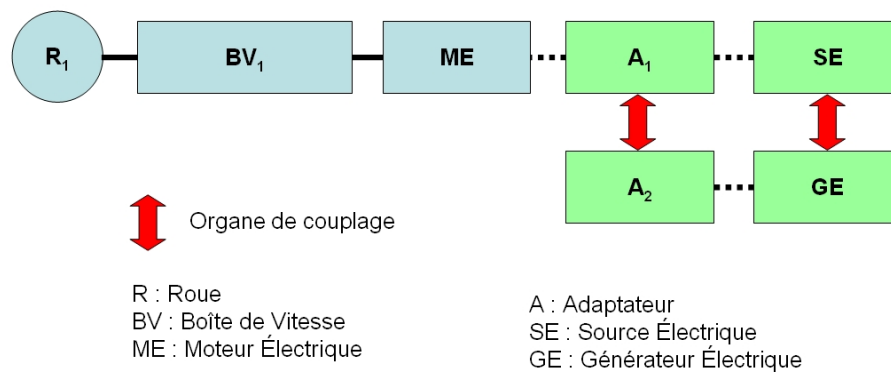 R₁
BV₁
ME
A₁
SE
A₂
GE
Organe de couplage
R : Roue
BV : Boîte de Vitesse
ME : Moteur Électrique
A : Adaptateur
SE : Source Électrique
GE : Générateur Électrique